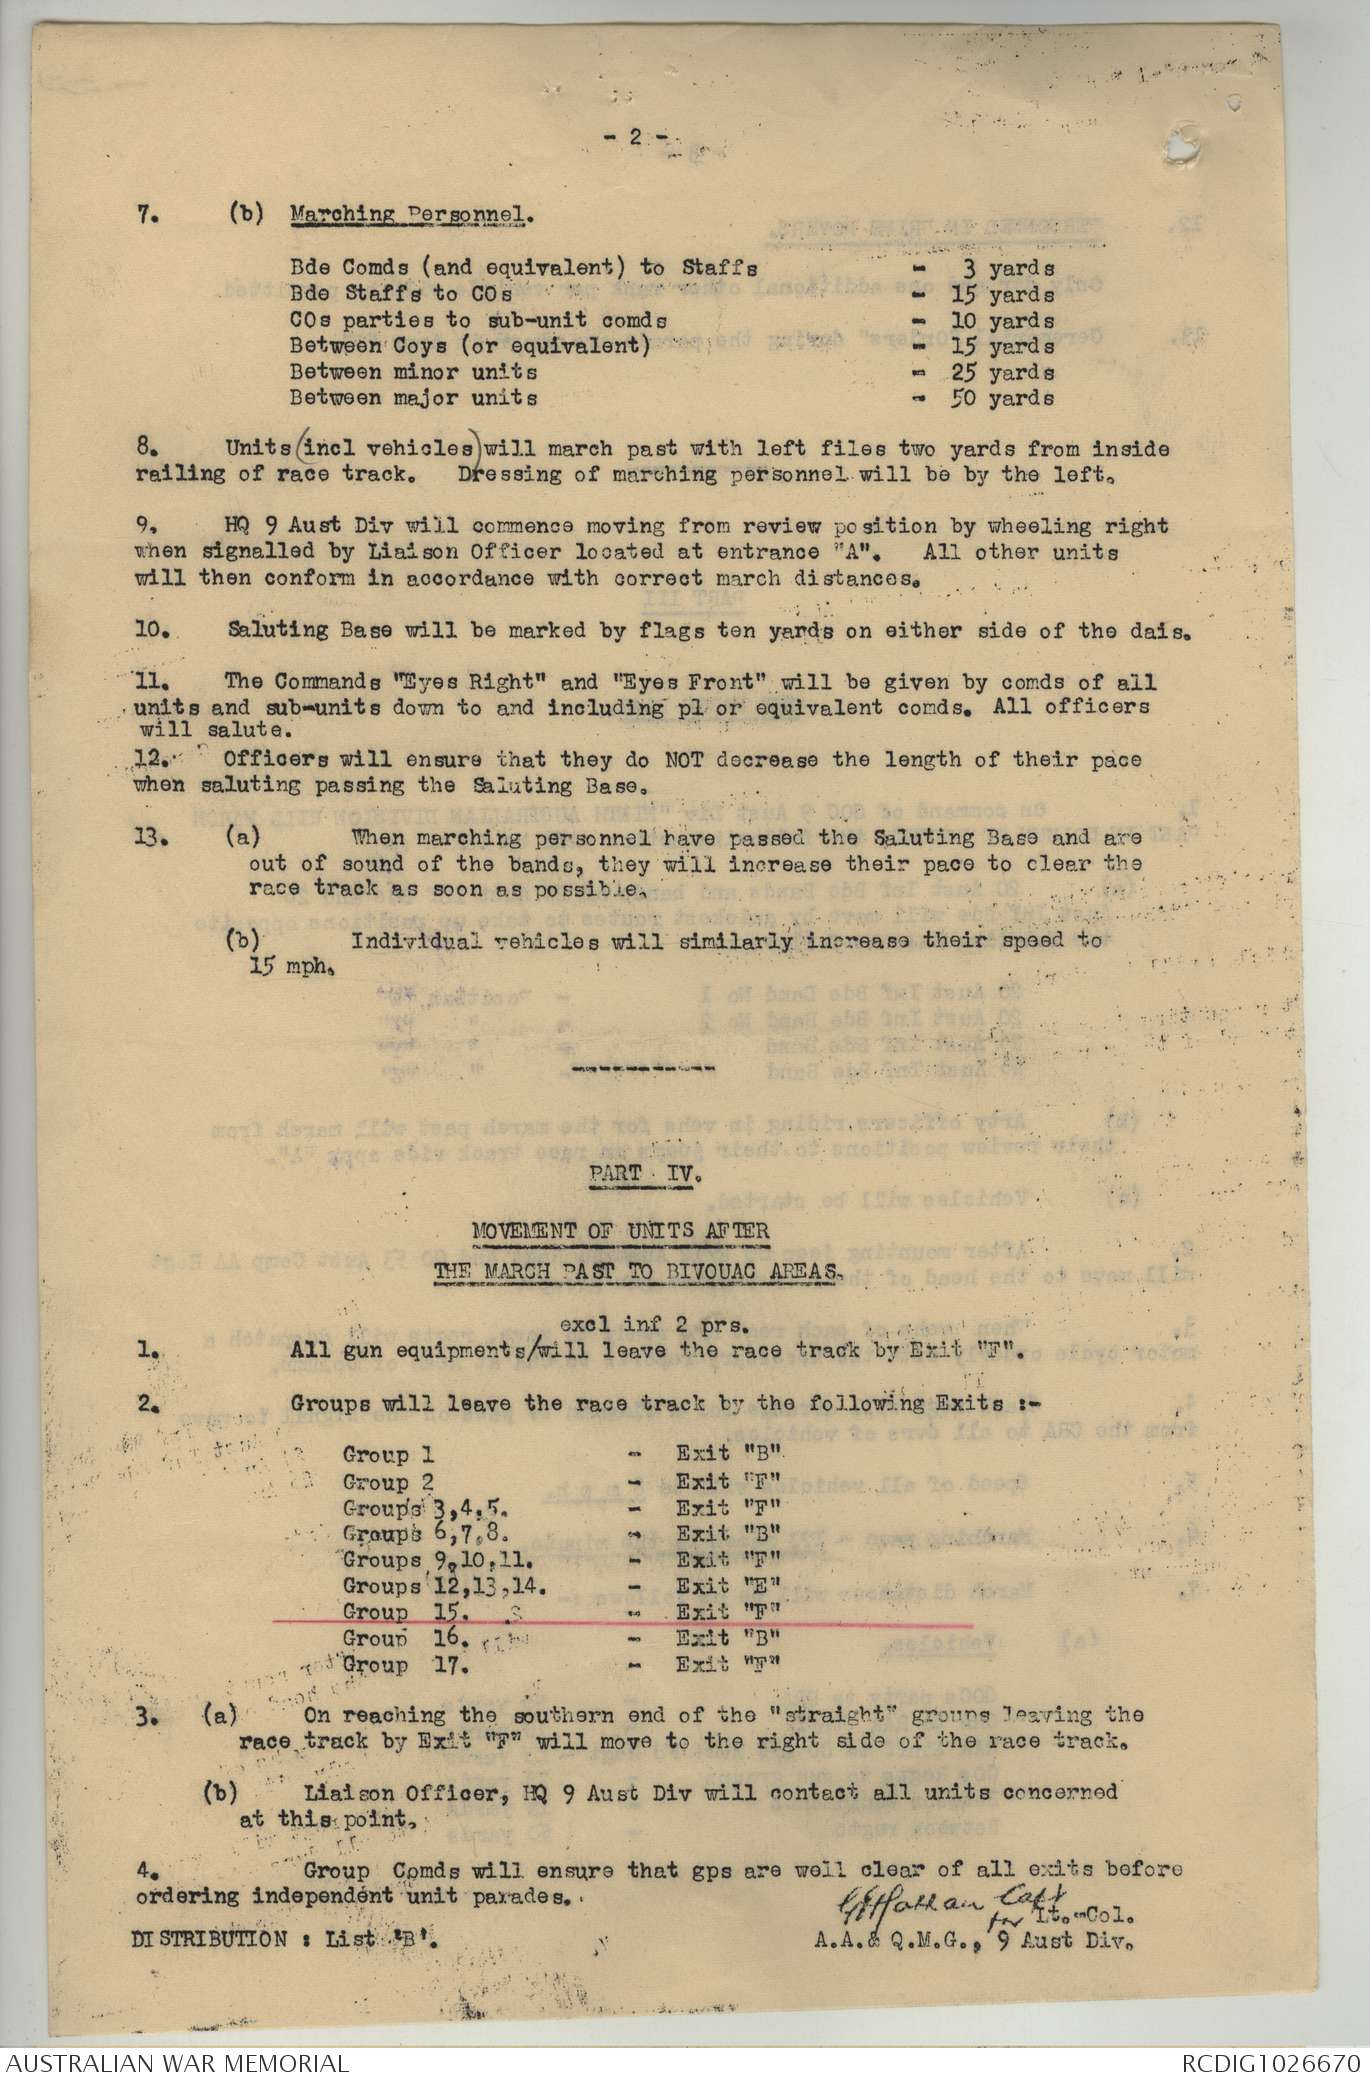 - 2 -
7. (b) Marching Personnel.
Bde Comds (and equivalent) to Staffs - 3 yards
Bde Staffs to COs - 15 yards
COs parties to sub-unit comds - 10 yards
Between Coys (or equivalent) - 15 yards
Between minor units - 25 yards
Between major units - 50 yards
8. Units (incl vehicles) will march past with left files two yards from inside
railing of race track. Dressing of marching personnel will be by the left.
9. HQ 9 Aust Div will commence moving from review position by wheeling right
when signalled by Liaison Officer located at entrance "A". All other units
will then conform in accordance with correct march distances.
10. Saluting Base will be marked by flags ten yards on either side of the dais.
11. The Commands "Eyes Right" and "Eyes Front" will be given by comds of all
units and sub-units down to and including pl or equivalent comds. All officers
will salute.
12. Officers will ensure that they do NOT decrease the length of their pace
when saluting passing the Saluting Base.
13. (a) When marching personnel have passed the Saluting Base and are
out of sound of the bands, they will increase their pace to clear the
race track as soon as possible.
(b) Individual vehicles will similarly increase their speed to
15 mph.
------------
PART IV.
MOVEMENT OF UNITS AFTER
THE MARCH PAST TO BIVOUAC AREAS.
excl inf 2 prs.
1. All gun equipments/will leave the race track by Exit "F".
2. Groups will leave the race track by the following Exits :-
Group 1 - Exit "B"
Group 2 - Exit "F"
Groups 3,4,5. - Exit "F"
Groups 6,7,8. - Exit "B"
Groups 9,10,11. - Exit "F"
Groups 12,13,14. - Exit "E"
Group 15. - Exit "F"
Group 16. - Exit "B"
Group 17. - Exit "F"
3. (a) On reaching the southern end of the "straight" groups leaving the
race track by Exit "F" will move to the right side of the race track.
(b) Liaison Officer, HQ 9 Aust Div will contact all units concerned
at this point.
4. Group Comds will ensure that gps are well clear of all exits before
ordering independent unit parades.
Capt
for Lt.-Col.
DISTRIBUTION : List 'B'.
A.A.& Q.M.G., 9 Aust Div.
AUSTRALIAN WAR MEMORIAL
RCDIG1026670